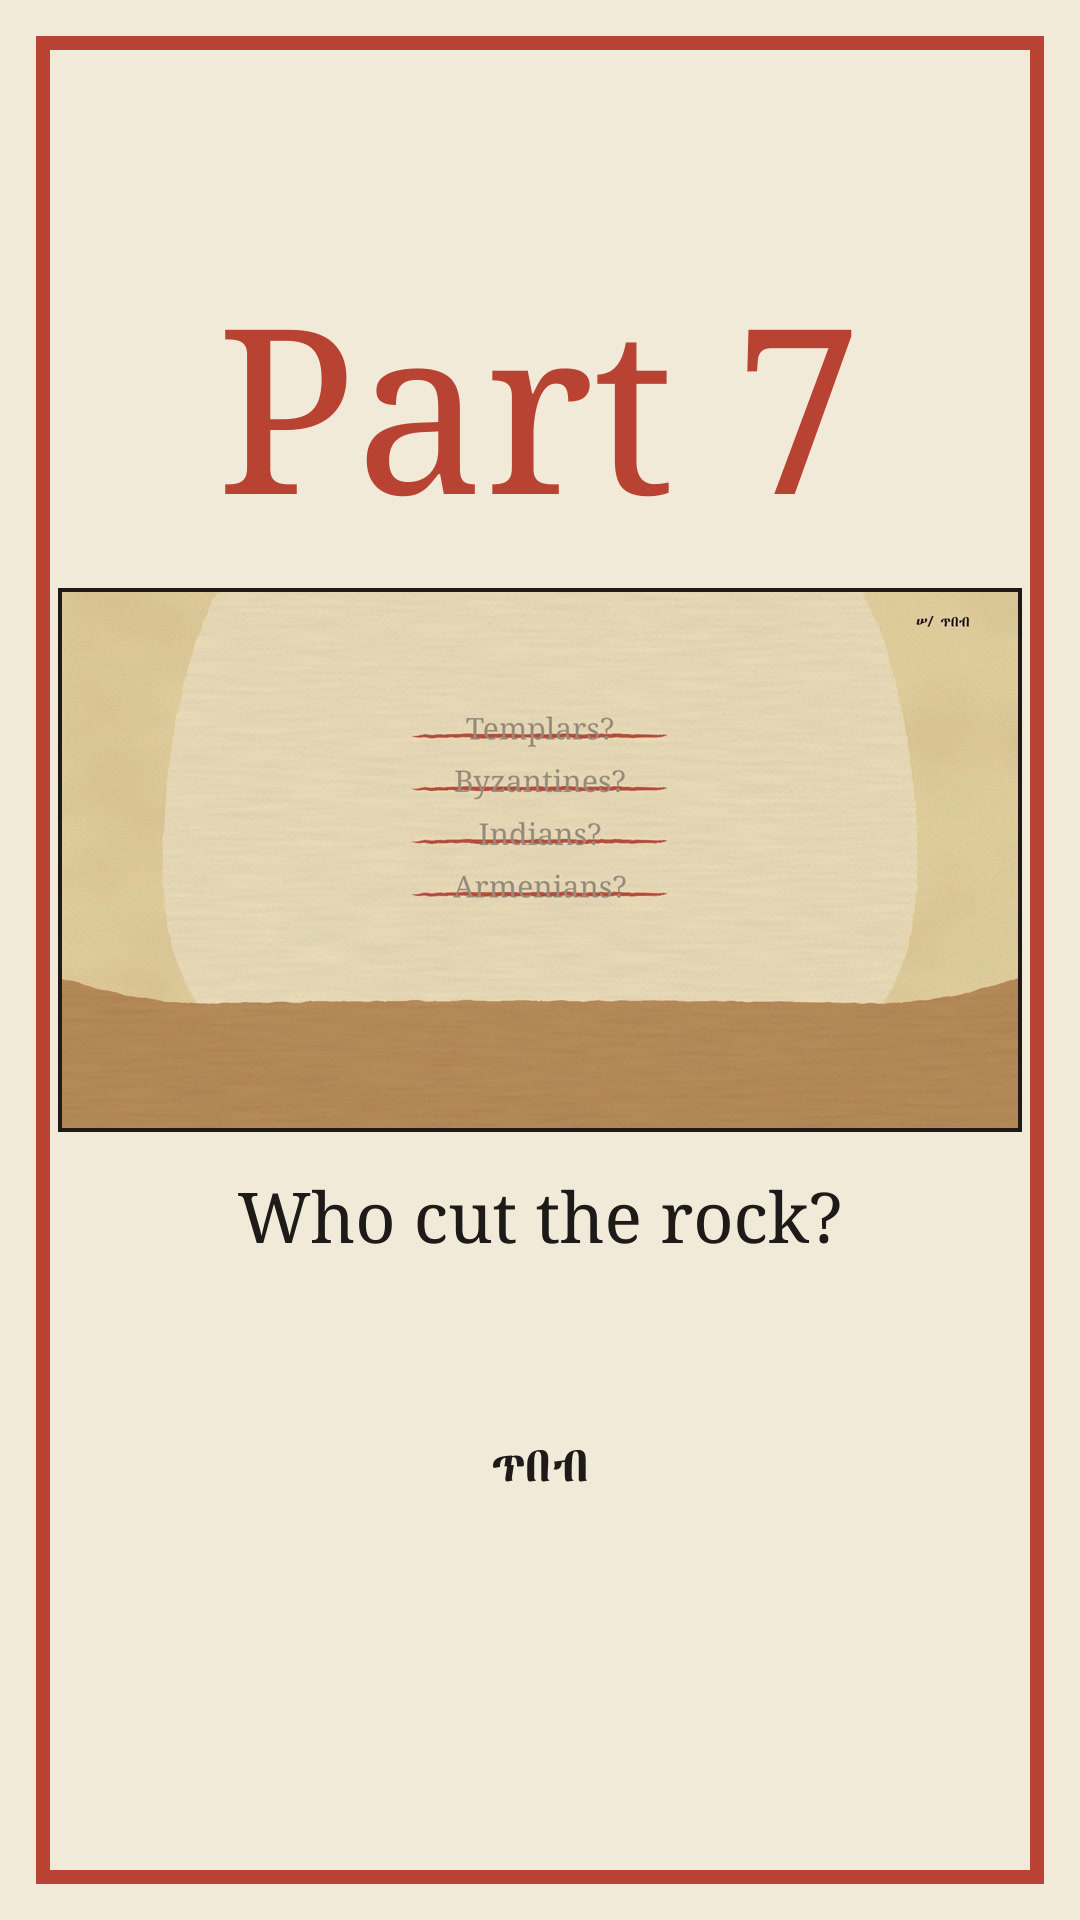 Part 7
ሠ/ ጥበብ
Templars?
Byzantines?
Indians?
Armenians?
Who cut the rock?
ጥበብ